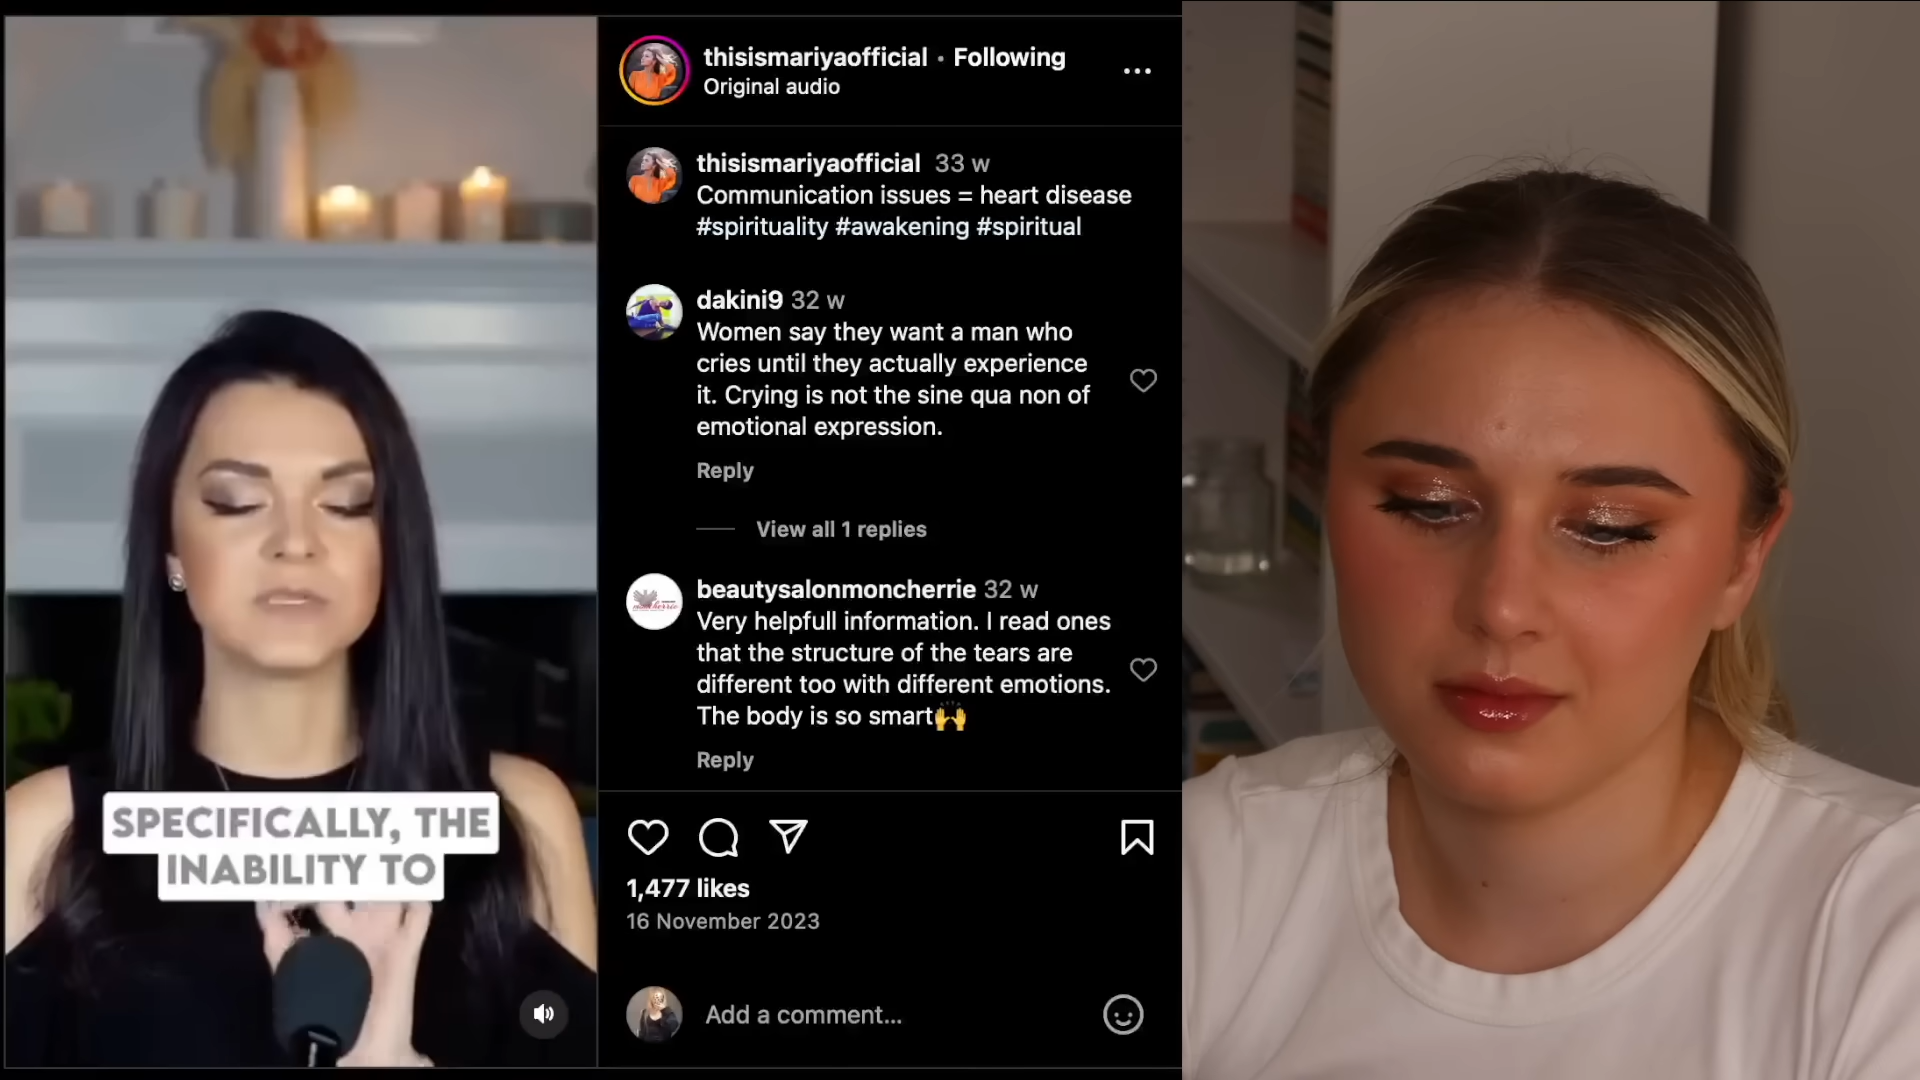 SPECIFICALLY, THE
INABILITY TO
thisismariyaofficial • Following
Original audio
thisismariyaofficial 33 w
Communication issues = heart disease
#spirituality #awakening #spiritual
dakini9 32 w
Women say they want a man who
cries until they actually experience
it. Crying is not the sine qua non of
emotional expression.
Reply
View all 1 replies
beautysalonmoncherrie 32 w
Very helpfull information. I read ones
that the structure of the tears are
different too with different emotions.
The body is so smart🙌
Reply
1,477 likes
16 November 2023
Add a comment...